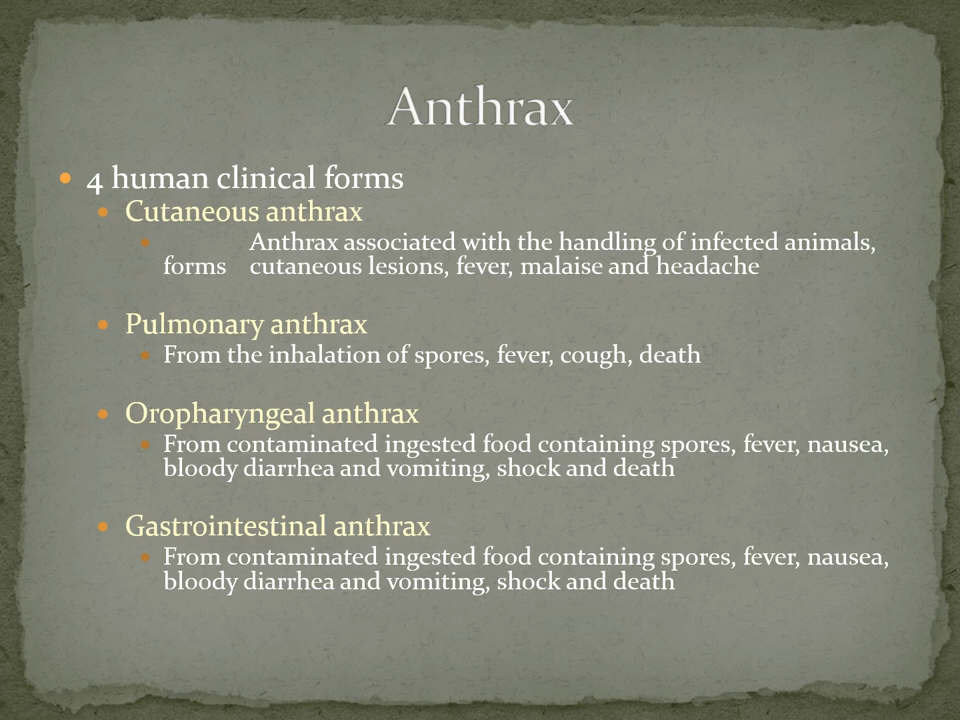 Anthrax
4 human clinical forms
Cutaneous anthrax
Anthrax associated with the handling of infected animals,
forms cutaneous lesions, fever, malaise and headache
Pulmonary anthrax
From the inhalation of spores, fever, cough, death
Oropharyngeal anthrax
From contaminated ingested food containing spores, fever, nausea,
bloody diarrhea and vomiting, shock and death
Gastrointestinal anthrax
From contaminated ingested food containing spores, fever, nausea,
bloody diarrhea and vomiting, shock and death